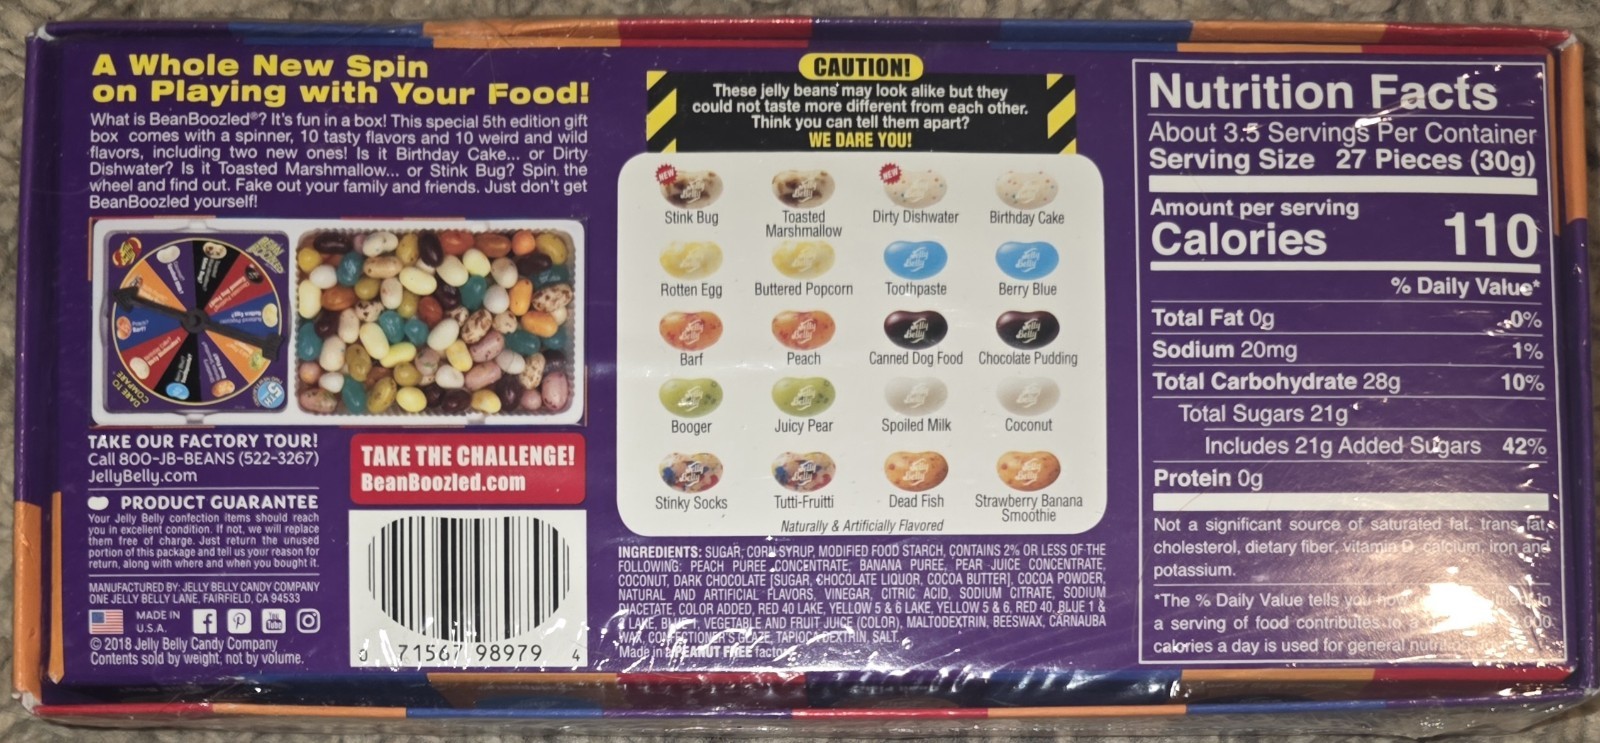 A Whole New Spin
on Playing with Your Food!
What is BeanBoozled®? It's fun in a box! This special 5th edition gift
box comes with a spinner, 10 tasty flavors and 10 weird and wild
flavors, including two new ones! Is it Birthday Cake... or Dirty
Dishwater? Is it Toasted Marshmallow... or Stink Bug? Spin the
wheel and find out. Fake out your family and friends. Just don't get
BeanBoozled yourself!
DARE TO
COMPARE
5TH
TAKE OUR FACTORY TOUR!
Call 800-JB-BEANS (522-3267)
JellyBelly.com
PRODUCT GUARANTEE
Your Jelly Belly confection items should reach
you in excellent condition. If not, we will replace
them free of charge. Just return the unused
portion of this package and tell us your reason for
return, along with where and when you bought it.
MANUFACTURED BY: JELLY BELLY CANDY COMPANY
ONE JELLY BELLY LANE, FAIRFIELD, CA 94533
MADE IN
U.S.A.
You
Tube
© 2018 Jelly Belly Candy Company
Contents sold by weight, not by volume.
TAKE THE CHALLENGE!
BeanBoozled.com
0 71567 98979 4
CAUTION!
These jelly beans may look alike but they
could not taste more different from each other.
Think you can tell them apart?
WE DARE YOU!
NEW
NEW
Stink Bug
Toasted
Marshmallow
Dirty Dishwater
Birthday Cake
Rotten Egg
Buttered Popcorn
Toothpaste
Berry Blue
Barf
Peach
Canned Dog Food
Chocolate Pudding
Booger
Juicy Pear
Spoiled Milk
Coconut
Stinky Socks
Tutti-Fruitti
Dead Fish
Strawberry Banana
Smoothie
Naturally & Artificially Flavored
INGREDIENTS: SUGAR, CORN SYRUP, MODIFIED FOOD STARCH, CONTAINS 2% OR LESS OF THE
FOLLOWING: PEACH PUREE CONCENTRATE, BANANA PUREE, PEAR JUICE CONCENTRATE,
COCONUT, DARK CHOCOLATE [SUGAR, CHOCOLATE LIQUOR, COCOA BUTTER], COCOA POWDER,
NATURAL AND ARTIFICIAL FLAVORS, VINEGAR, CITRIC ACID, SODIUM CITRATE, SODIUM
DIACETATE, COLOR ADDED, RED 40 LAKE, YELLOW 5 & 6 LAKE, YELLOW 5 & 6, RED 40, BLUE 1 &
LAKE, BLUE 1, VEGETABLE AND FRUIT JUICE (COLOR), MALTODEXTRIN, BEESWAX, CARNAUBA
WAX, CONFECTIONER'S GLAZE, TAPIOCA DEXTRIN, SALT.
Made in a PEANUT FREE factory
Nutrition Facts
About 3.5 Servings Per Container
Serving Size 27 Pieces (30g)
Amount per serving
Calories 110
% Daily Value*
Total Fat 0g 0%
Sodium 20mg 1%
Total Carbohydrate 28g 10%
Total Sugars 21g
Includes 21g Added Sugars 42%
Protein 0g
Not a significant source of saturated fat, trans fat,
cholesterol, dietary fiber, vitamin D, calcium, iron and
potassium.
*The % Daily Value tells you how in
a serving of food contributes to a
calories a day is used for general